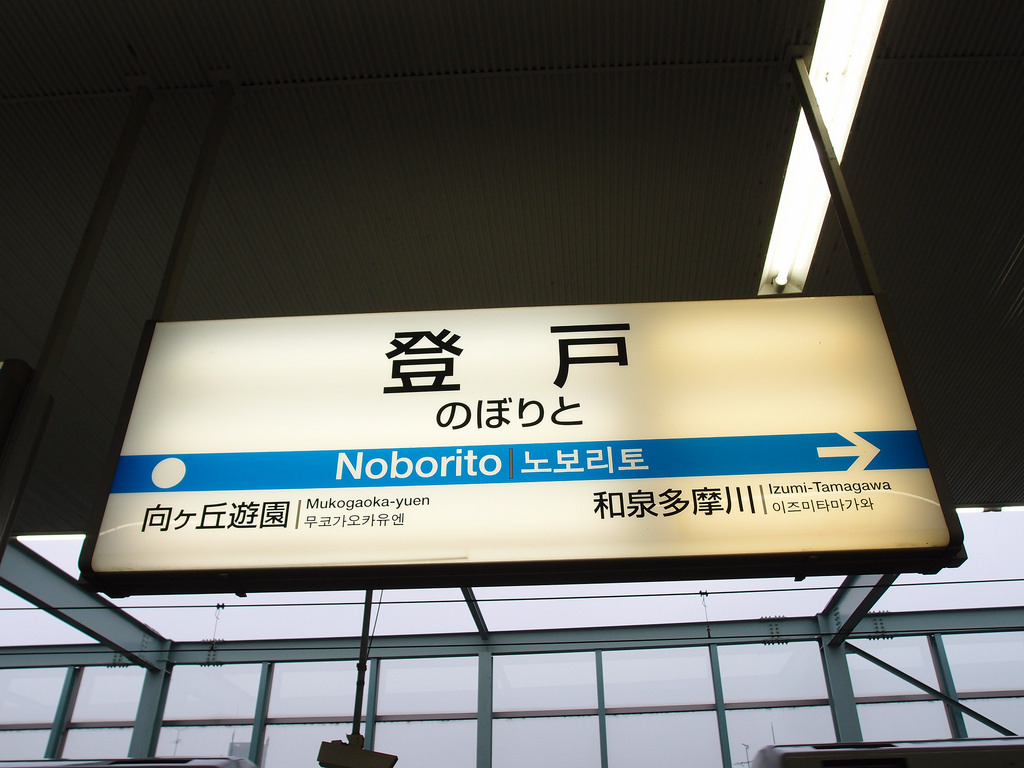 登戸
のぼりと
Noborito | 노보리토
向ヶ丘遊園 | Mukogaoka-yuen
무코가오카유엔
和泉多摩川 | Izumi-Tamagawa
이즈미타마가와